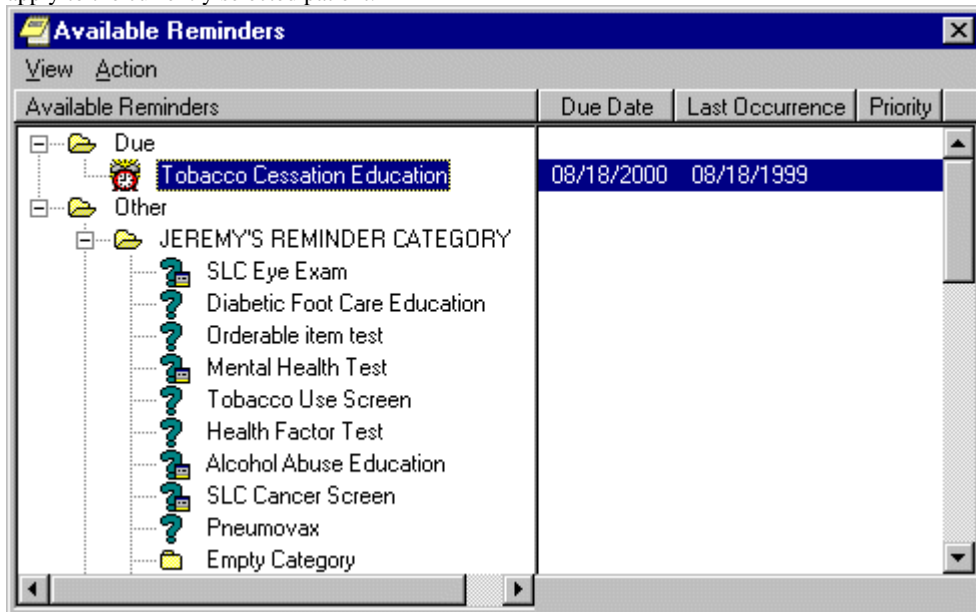 Available Reminders
View Action
Available Reminders Due Date Last Occurrence Priority
Due
Tobacco Cessation Education 08/18/2000 08/18/1999
Other
JEREMY'S REMINDER CATEGORY
SLC Eye Exam
Diabetic Foot Care Education
Orderable item test
Mental Health Test
Tobacco Use Screen
Health Factor Test
Alcohol Abuse Education
SLC Cancer Screen
Pneumovax
Empty Category